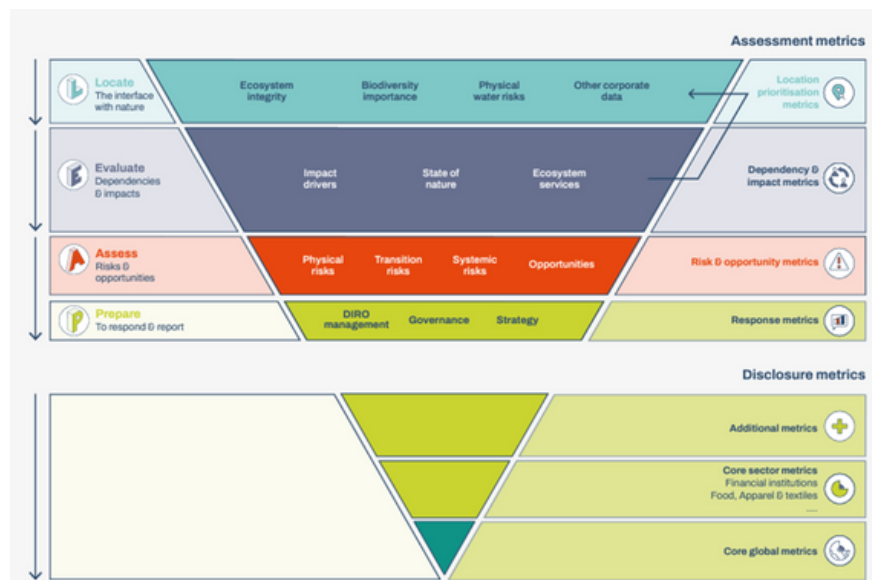 Assessment metrics
Locate
The interface
with nature
Ecosystem
integrity
Biodiversity
importance
Physical
water risks
Other corporate
data
Location
prioritisation
metrics
Evaluate
Dependencies
& impacts
Impact
drivers
State of
nature
Ecosystem
services
Dependency &
impact metrics
Assess
Risks &
opportunities
Physical
risks
Transition
risks
Systemic
risks
Opportunities
Risk & opportunity metrics
Prepare
To respond & report
DIRO
management
Governance
Strategy
Response metrics
Disclosure metrics
Additional metrics
Core sector metrics
Financial institutions
Food, Apparel & textiles
....
Core global metrics